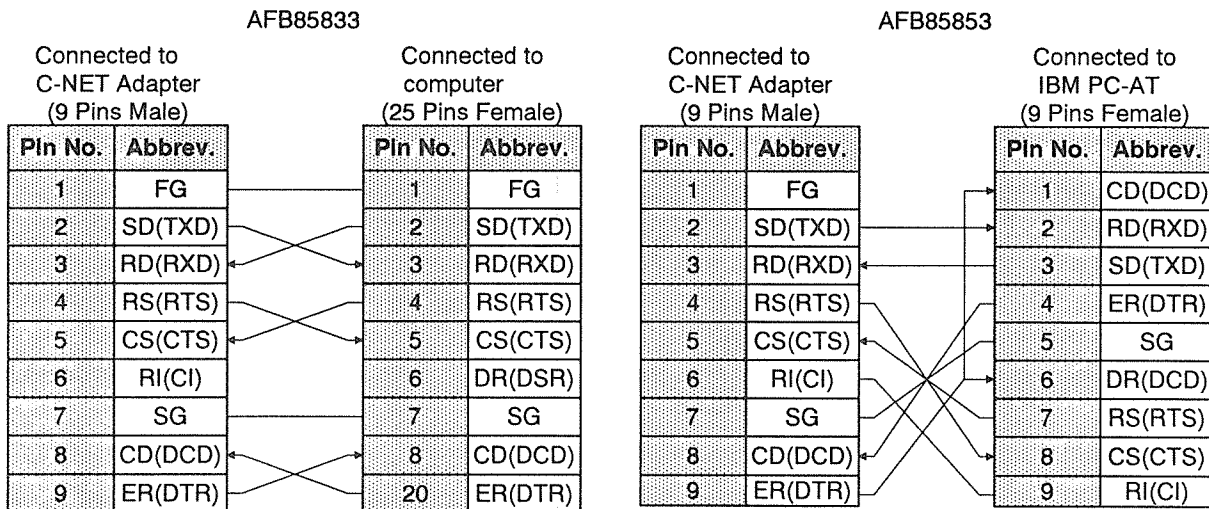 AFB85833
Connected to
C-NET Adapter
(9 Pins Male)
Connected to
computer
(25 Pins Female)
Pin No. Abbrev. Pin No. Abbrev.
1 FG 1 FG
2 SD(TXD) 2 SD(TXD)
3 RD(RXD) 3 RD(RXD)
4 RS(RTS) 4 RS(RTS)
5 CS(CTS) 5 CS(CTS)
6 RI(CI) 6 DR(DSR)
7 SG 7 SG
8 CD(DCD) 8 CD(DCD)
9 ER(DTR) 20 ER(DTR)
AFB85853
Connected to
C-NET Adapter
(9 Pins Male)
Connected to
IBM PC-AT
(9 Pins Female)
Pin No. Abbrev. Pin No. Abbrev.
1 FG 1 CD(DCD)
2 SD(TXD) 2 RD(RXD)
3 RD(RXD) 3 SD(TXD)
4 RS(RTS) 4 ER(DTR)
5 CS(CTS) 5 SG
6 RI(CI) 6 DR(DCD)
7 SG 7 RS(RTS)
8 CD(DCD) 8 CS(CTS)
9 ER(DTR) 9 RI(CI)